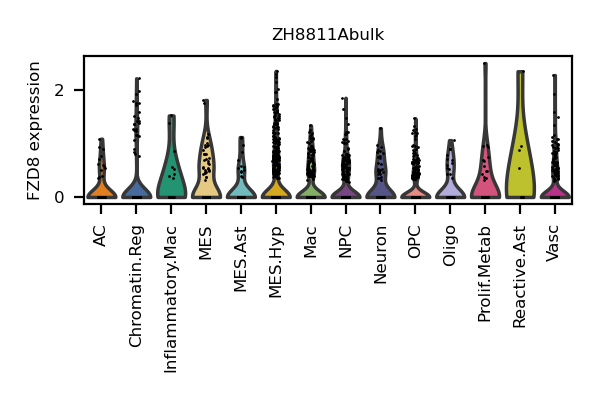 ZH8811Abulk
FZD8 expression
2
0
AC
Chromatin.Reg
Inflammatory.Mac
MES
MES.Ast
MES.Hyp
Mac
NPC
Neuron
OPC
Oligo
Prolif.Metab
Reactive.Ast
Vasc